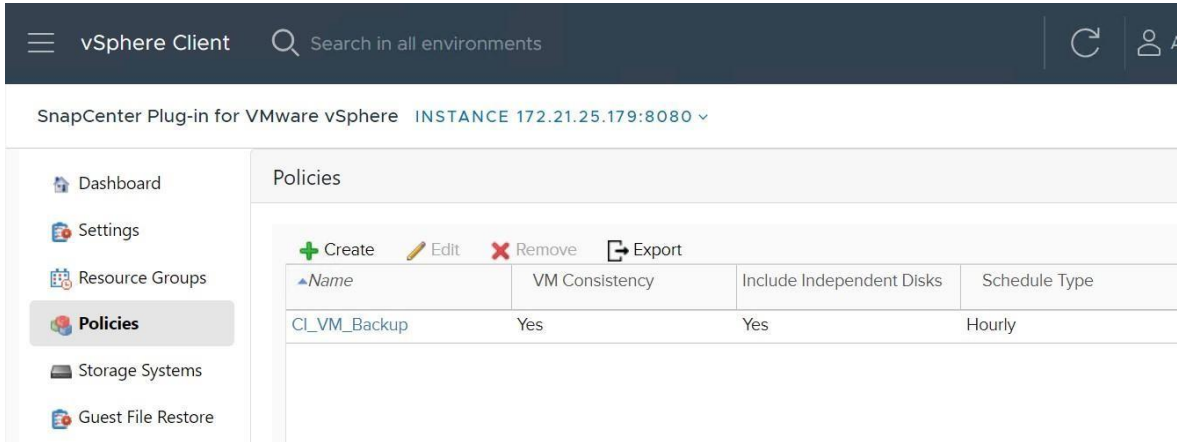 vSphere Client Search in all environments A
SnapCenter Plug-in for VMware vSphere INSTANCE 172.21.25.179:8080
Dashboard
Policies
Settings
Create Edit Remove Export
Resource Groups
Name VM Consistency Include Independent Disks Schedule Type
Policies
CI_VM_Backup Yes Yes Hourly
Storage Systems
Guest File Restore